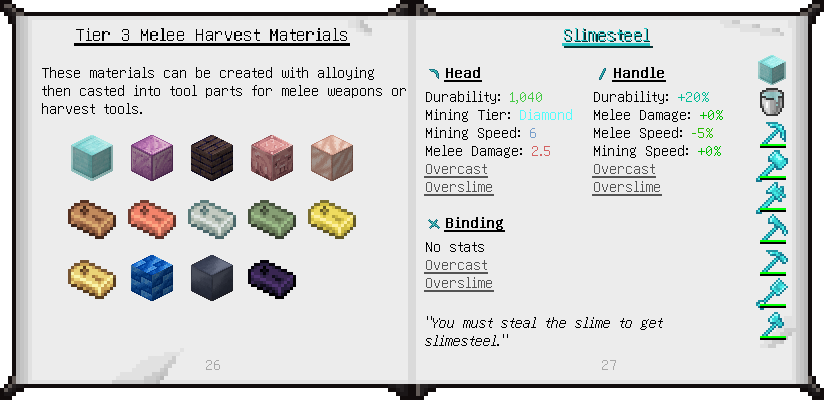 Tier 3 Melee Harvest Materials
These materials can be created with alloying
then casted into tool parts for melee weapons or
harvest tools.
26
Slimesteel
Head
Durability: 1,040
Mining Tier: Diamond
Mining Speed: 6
Melee Damage: 2.5
Overcast
Overslime
Handle
Durability: +20%
Melee Damage: +0%
Melee Speed: -5%
Mining Speed: +0%
Overcast
Overslime
Binding
No stats
Overcast
Overslime
"You must steal the slime to get
slimesteel."
27